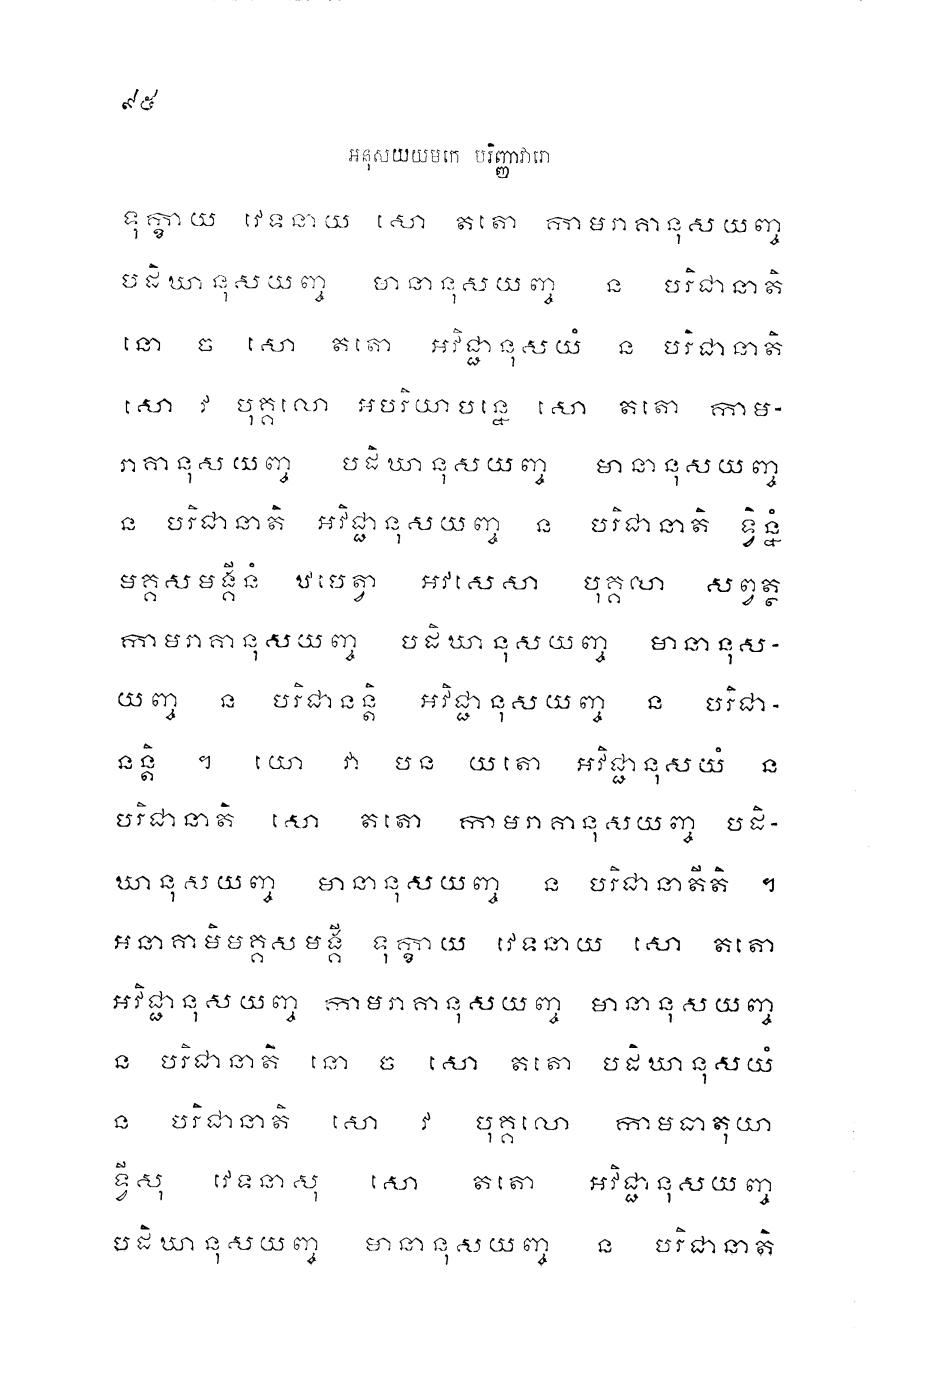 ៩៥
អនុសយយមកេ បរិញ្ញាវារោ
ទុក្ខាយ វេទនាយ សោ តតោ កាមរាគានុសយញ្ច
បដិឃានុសយញ្ច មានានុសយញ្ច ន បរិជានាតិ
នោ ច សោ តតោ អវិជ្ជានុសយំ ន បរិជានាតិ
សោ វ បុគ្គលោ អបរិយាបន្នេ សោ តតោ កាម-
រាគានុសយញ្ច បដិឃានុសយញ្ច មានានុសយញ្ច
ន បរិជានាតិ អវិជ្ជានុសយញ្ច ន បរិជានាតិ ទ្វិន្នំ
មគ្គសមង្គីនំ ឋបេត្វា អវសេសា បុគ្គលា សព្វត្ថ
កាមរាគានុសយញ្ច បដិឃានុសយញ្ច មានានុស-
យញ្ច ន បរិជានន្តិ អវិជ្ជានុសយញ្ច ន បរិជា-
នន្តិ ។ យោ វា បន យតោ អវិជ្ជានុសយំ ន
បរិជានាតិ សោ តតោ កាមរាគានុសយញ្ច បដិ-
ឃានុសយញ្ច មានានុសយញ្ច ន បរិជានាតីតិ ។
អនាគាមិមគ្គសមង្គី ទុក្ខាយ វេទនាយ សោ តតោ
អវិជ្ជានុសយញ្ច កាមរាគានុសយញ្ច មានានុសយញ្ច
ន បរិជានាតិ នោ ច សោ តតោ បដិឃានុសយំ
ន បរិជានាតិ សោ វ បុគ្គលោ កាមធាតុយា
ទ្វីសុ វេទនាសុ សោ តតោ អវិជ្ជានុសយញ្ច
បដិឃានុសយញ្ច មានានុសយញ្ច ន បរិជានាតិ